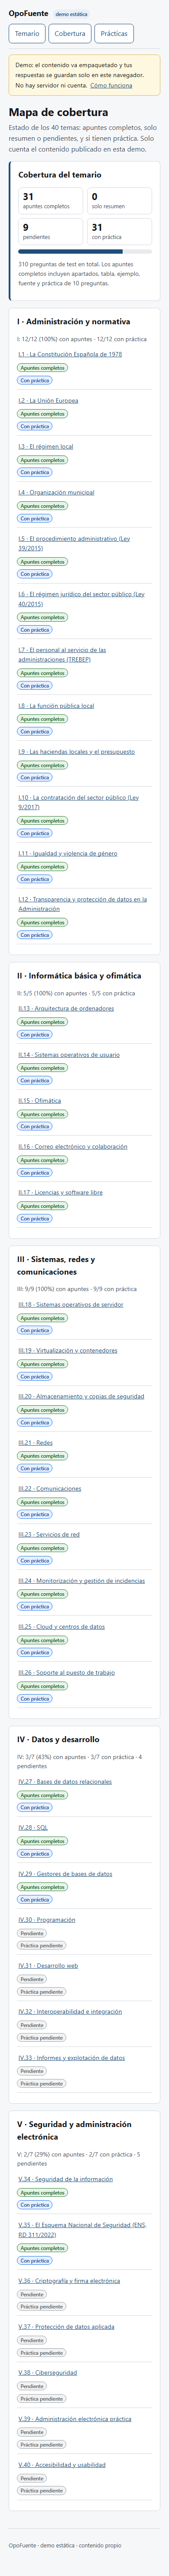 OpoFuente demo estática
Temario Cobertura Prácticas
Demo: el contenido va empaquetado y tus
respuestas se guardan solo en este navegador.
No hay servidor ni cuenta. Cómo funciona
Mapa de cobertura
Estado de los 40 temas: apuntes completos, solo
resumen o pendientes, y si tienen práctica. Solo
cuenta el contenido publicado en esta demo.
Cobertura del temario
31
apuntes completos
0
solo resumen
9
pendientes
31
con práctica
310 preguntas de test en total. Los apuntes
completos incluyen apartados, tabla, ejemplo,
fuente y práctica de 10 preguntas.
I · Administración y normativa
I: 12/12 (100%) con apuntes · 12/12 con práctica
I.1 · La Constitución Española de 1978
Apuntes completos
Con práctica
I.2 · La Unión Europea
Apuntes completos
Con práctica
I.3 · El régimen local
Apuntes completos
Con práctica
I.4 · Organización municipal
Apuntes completos
Con práctica
I.5 · El procedimiento administrativo (Ley
39/2015)
Apuntes completos
Con práctica
I.6 · El régimen jurídico del sector público (Ley
40/2015)
Apuntes completos
Con práctica
I.7 · El personal al servicio de las
administraciones (TREBEP)
Apuntes completos
Con práctica
I.8 · La función pública local
Apuntes completos
Con práctica
I.9 · Las haciendas locales y el presupuesto
Apuntes completos
Con práctica
I.10 · La contratación del sector público (Ley
9/2017)
Apuntes completos
Con práctica
I.11 · Igualdad y violencia de género
Apuntes completos
Con práctica
I.12 · Transparencia y protección de datos en la
Administración
Apuntes completos
Con práctica
II · Informática básica y ofimática
II: 5/5 (100%) con apuntes · 5/5 con práctica
II.13 · Arquitectura de ordenadores
Apuntes completos
Con práctica
II.14 · Sistemas operativos de usuario
Apuntes completos
Con práctica
II.15 · Ofimática
Apuntes completos
Con práctica
II.16 · Correo electrónico y colaboración
Apuntes completos
Con práctica
II.17 · Licencias y software libre
Apuntes completos
Con práctica
III · Sistemas, redes y
comunicaciones
III: 9/9 (100%) con apuntes · 9/9 con práctica
III.18 · Sistemas operativos de servidor
Apuntes completos
Con práctica
III.19 · Virtualización y contenedores
Apuntes completos
Con práctica
III.20 · Almacenamiento y copias de seguridad
Apuntes completos
Con práctica
III.21 · Redes
Apuntes completos
Con práctica
III.22 · Comunicaciones
Apuntes completos
Con práctica
III.23 · Servicios de red
Apuntes completos
Con práctica
III.24 · Monitorización y gestión de incidencias
Apuntes completos
Con práctica
III.25 · Cloud y centros de datos
Apuntes completos
Con práctica
III.26 · Soporte al puesto de trabajo
Apuntes completos
Con práctica
IV · Datos y desarrollo
IV: 3/7 (43%) con apuntes · 3/7 con práctica · 4
pendientes
IV.27 · Bases de datos relacionales
Apuntes completos
Con práctica
IV.28 · SQL
Apuntes completos
Con práctica
IV.29 · Gestores de bases de datos
Apuntes completos
Con práctica
IV.30 · Programación
Pendiente
Práctica pendiente
IV.31 · Desarrollo web
Pendiente
Práctica pendiente
IV.32 · Interoperabilidad e integración
Pendiente
Práctica pendiente
IV.33 · Informes y explotación de datos
Pendiente
Práctica pendiente
V · Seguridad y administración
electrónica
V: 2/7 (29%) con apuntes · 2/7 con práctica · 5
pendientes
V.34 · Seguridad de la información
Apuntes completos
Con práctica
V.35 · El Esquema Nacional de Seguridad (ENS,
RD 311/2022)
Apuntes completos
Con práctica
V.36 · Criptografía y firma electrónica
Pendiente
Práctica pendiente
V.37 · Protección de datos aplicada
Pendiente
Práctica pendiente
V.38 · Ciberseguridad
Pendiente
Práctica pendiente
V.39 · Administración electrónica práctica
Pendiente
Práctica pendiente
V.40 · Accesibilidad y usabilidad
Pendiente
Práctica pendiente
OpoFuente · demo estática · contenido propio